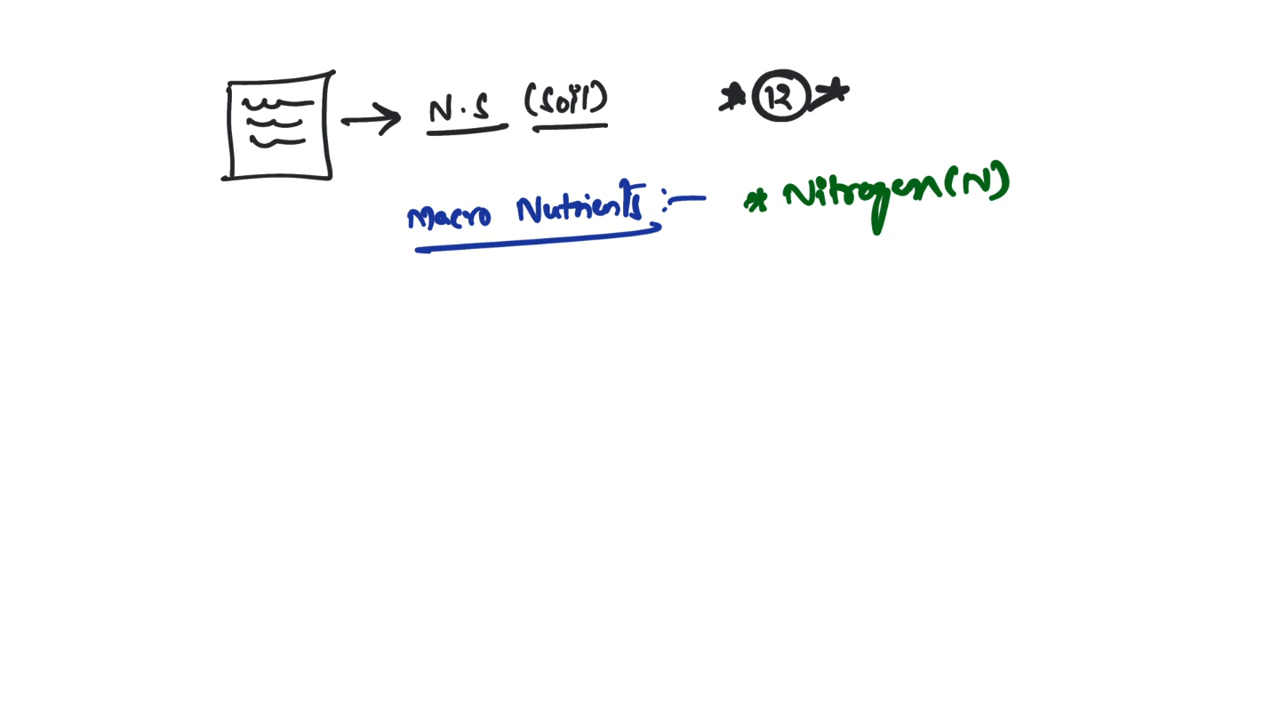 N.S (Soil) * 12 *
Macro Nutrients :- * Nitrogen(N)